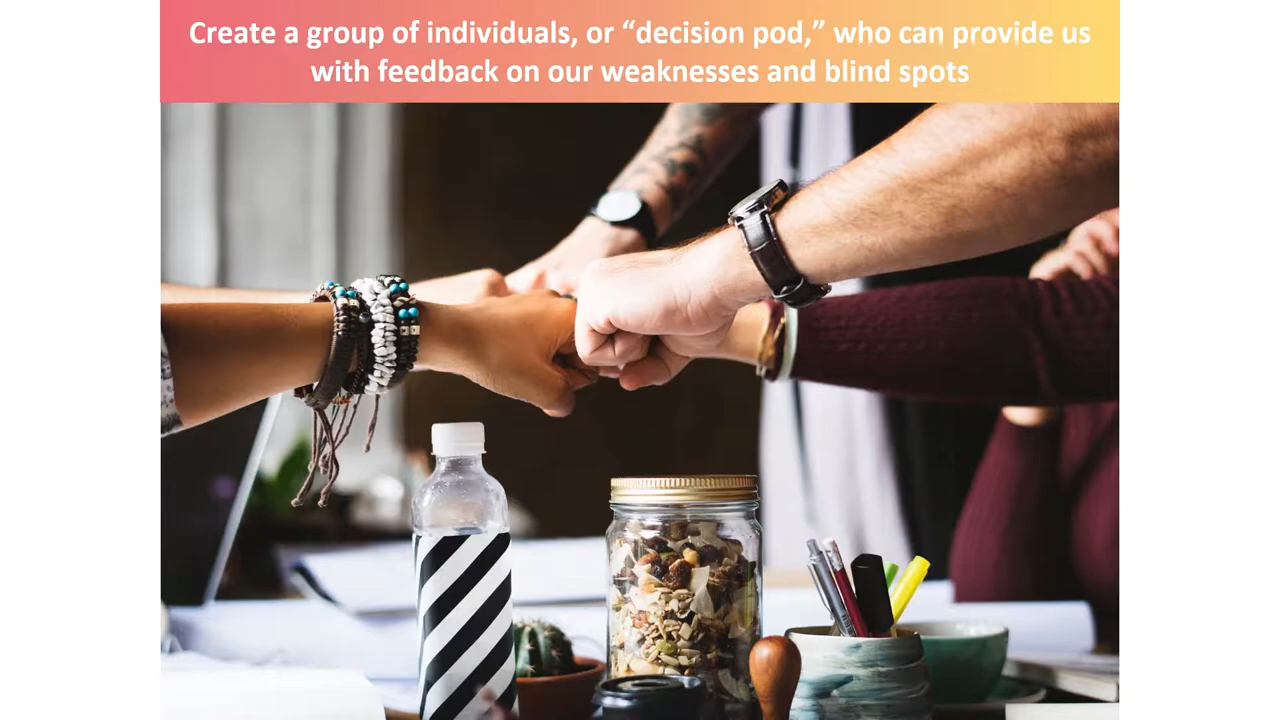 Create a group of individuals, or “decision pod,” who can provide us
with feedback on our weaknesses and blind spots